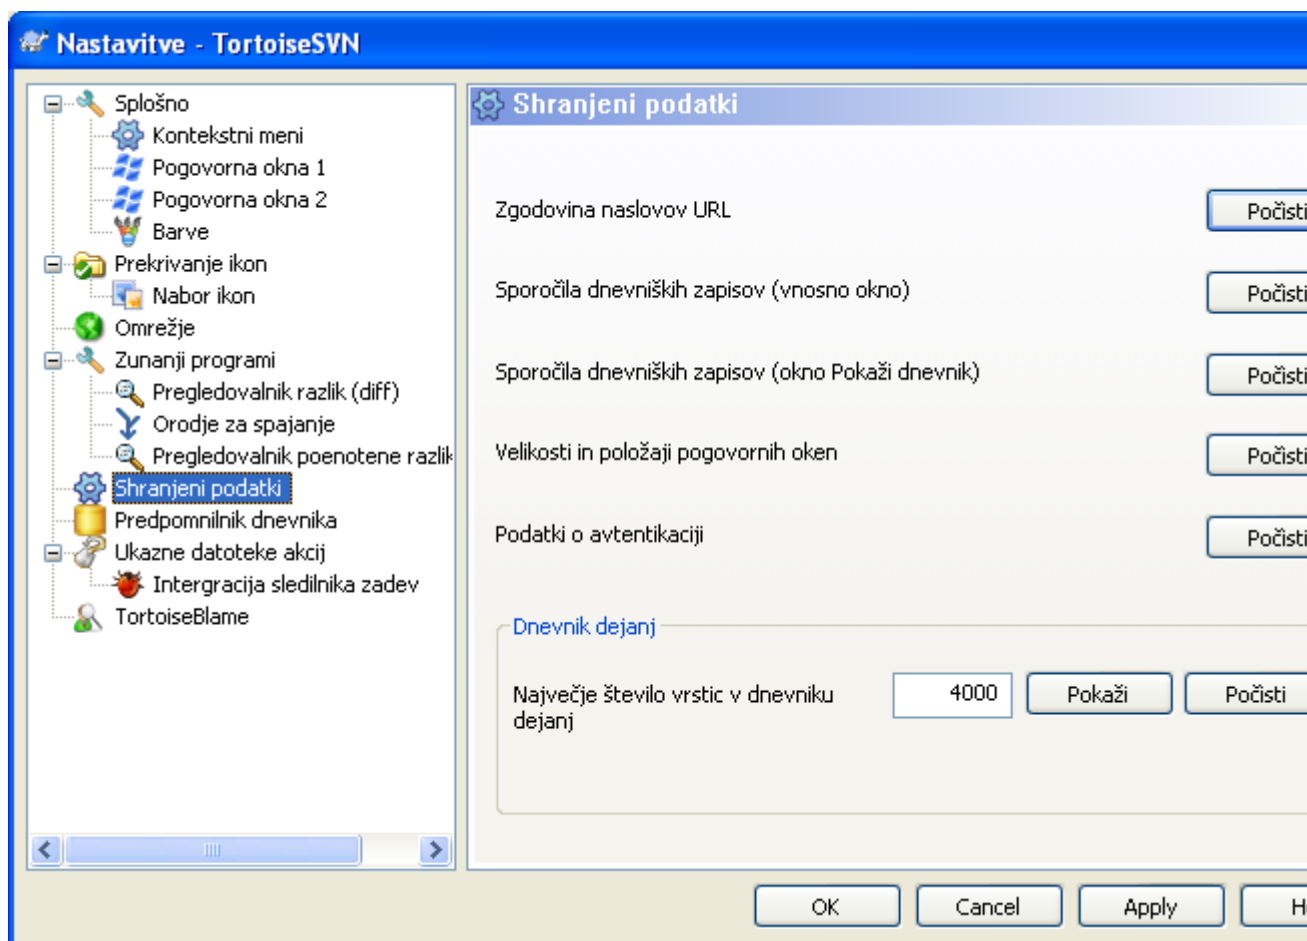 Nastavitve - TortoiseSVN
Splošno
Kontekstni meni
Pogovorna okna 1
Pogovorna okna 2
Barve
Prekrivanje ikon
Nabor ikon
Omrežje
Zunanji programi
Pregledovalnik razlik (diff)
Orodje za spajanje
Pregledovalnik poenotene razlik
Shranjeni podatki
Predpomnilnik dnevnika
Ukazne datoteke akcij
Intergracija sledilnika zadev
TortoiseBlame
Shranjeni podatki
Zgodovina naslovov URL
Počisti
Sporočila dnevniških zapisov (vnosno okno)
Počisti
Sporočila dnevniških zapisov (okno Pokaži dnevnik)
Počisti
Velikosti in položaji pogovornih oken
Počisti
Podatki o avtentikaciji
Počisti
Dnevnik dejanj
Največje število vrstic v dnevniku
dejanj
4000
Pokaži
Počisti
OK
Cancel
Apply